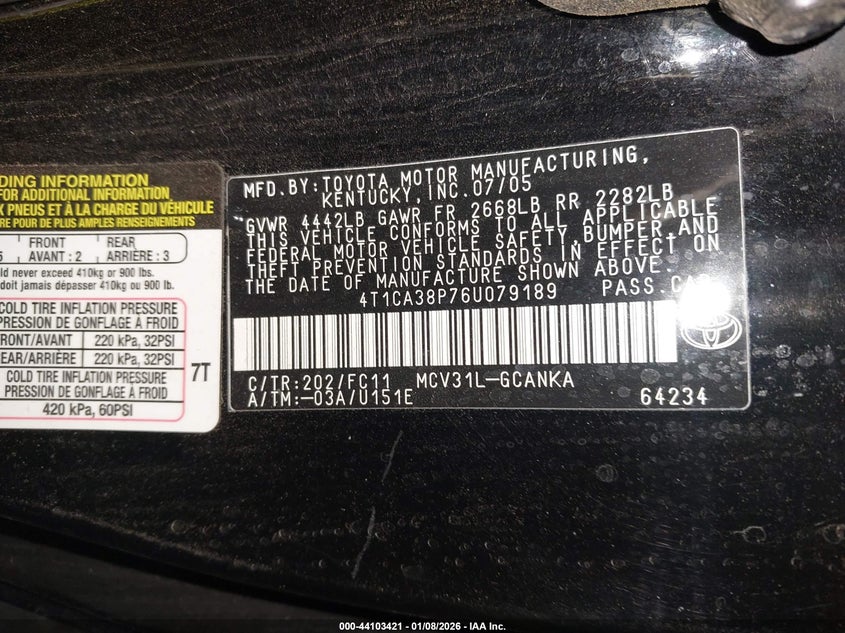 DING INFORMATION
FOR ADDITIONAL INFORMATION
X PNEUS ET À LA CHARGE DU VÉHICULE
IRE POUR DE PLUS AMPLES RENSEIGNEMENTS
5 FRONT AVANT : 2 REAR ARRIÈRE : 3
ld never exceed 410kg or 900 lbs.
doit jamais dépasser 410kg ou 900 lb.
COLD TIRE INFLATION PRESSURE
PRESSION DE GONFLAGE À FROID
FRONT/AVANT 220 kPa, 32PSI
REAR/ARRIÈRE 220 kPa, 32PSI
COLD TIRE INFLATION PRESSURE
PRESSION DE GONFLAGE À FROID
420 kPa, 60PSI
7T
MFD.BY:TOYOTA MOTOR MANUFACTURING,
KENTUCKY,INC.07/05
GVWR 4442LB GAWR FR 2668LB RR 2282LB
THIS VEHICLE CONFORMS TO ALL APPLICABLE
FEDERAL MOTOR VEHICLE SAFETY,BUMPER,AND
THEFT PREVENTION STANDARDS IN EFFECT ON
THE DATE OF MANUFACTURE SHOWN ABOVE.
4T1CA38P76U079189 PASS.CAR
C/TR:202/FC11 MCV31L-GCANKA
A/TM:-03A/U151E 64234
000-44103421 - 01/08/2026 - IAA Inc.